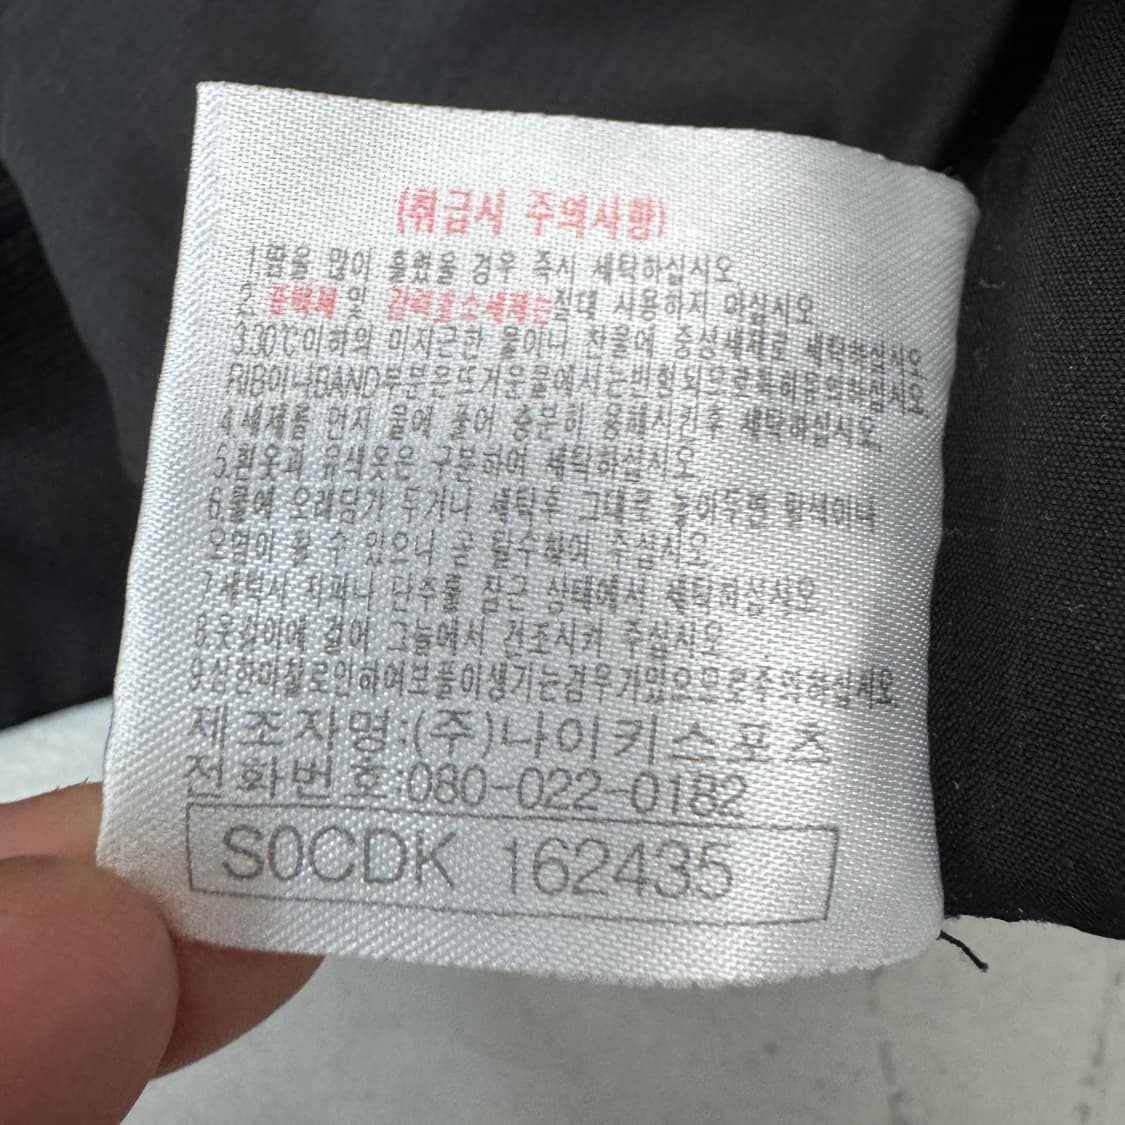 (취급시 주의사항)
1.땀을 많이 흘렸을 경우 즉시 세탁하십시오
2. 표백제 및 강력효소세제는절대 사용하지 마십시오
3.30℃이하의 미지근한 물이나 찬물에 중성세제로 세탁하십시오
RIB이나BAND부분은뜨거운물에서는변형되므로특히유의하십시오
4.세제를 먼저 물에 풀어 충분히 용해시킨후 세탁하십시오
5.흰옷과 유색옷은 구분하여 세탁하십시오
6.물에 오래담가 두거나 세탁후 그대로 놓아두면 탈색이나
오염이 될 수 있으니 곧 탈수하여 주십시오
7.세탁시 지퍼나 단추를 잠근 상태에서 세탁하십시오
8.옷걸이에 걸어 그늘에서 건조시켜 주십시오
9.심한마찰로인하여보풀이생기는경우가있으므로주의하십시오
제조자명:(주)나이키스포츠
전화번호:080-022-0182
S0CDK 162435